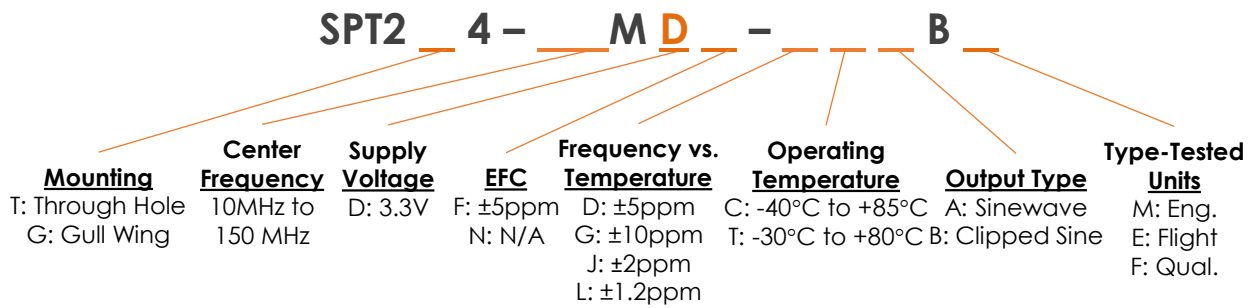 SPT2 _ 4 – ___ M D _ – _ _ _ B _
Mounting
T: Through Hole
G: Gull Wing
Center
Frequency
10MHz to
150 MHz
Supply
Voltage
D: 3.3V
EFC
F: ±5ppm
N: N/A
Frequency vs.
Temperature
D: ±5ppm
G: ±10ppm
J: ±2ppm
L: ±1.2ppm
Operating
Temperature
C: -40°C to +85°C
T: -30°C to +80°C
Output Type
A: Sinewave
B: Clipped Sine
Type-Tested
Units
M: Eng.
E: Flight
F: Qual.